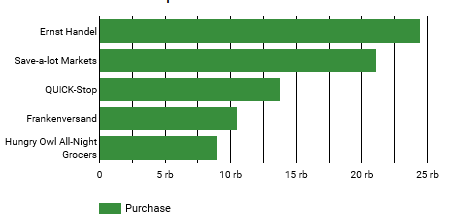 Ernst Handel
Save-a-lot Markets
QUICK-Stop
Frankenversand
Hungry Owl All-Night
Grocers
0 5 rb 10 rb 15 rb 20 rb 25 rb
Purchase